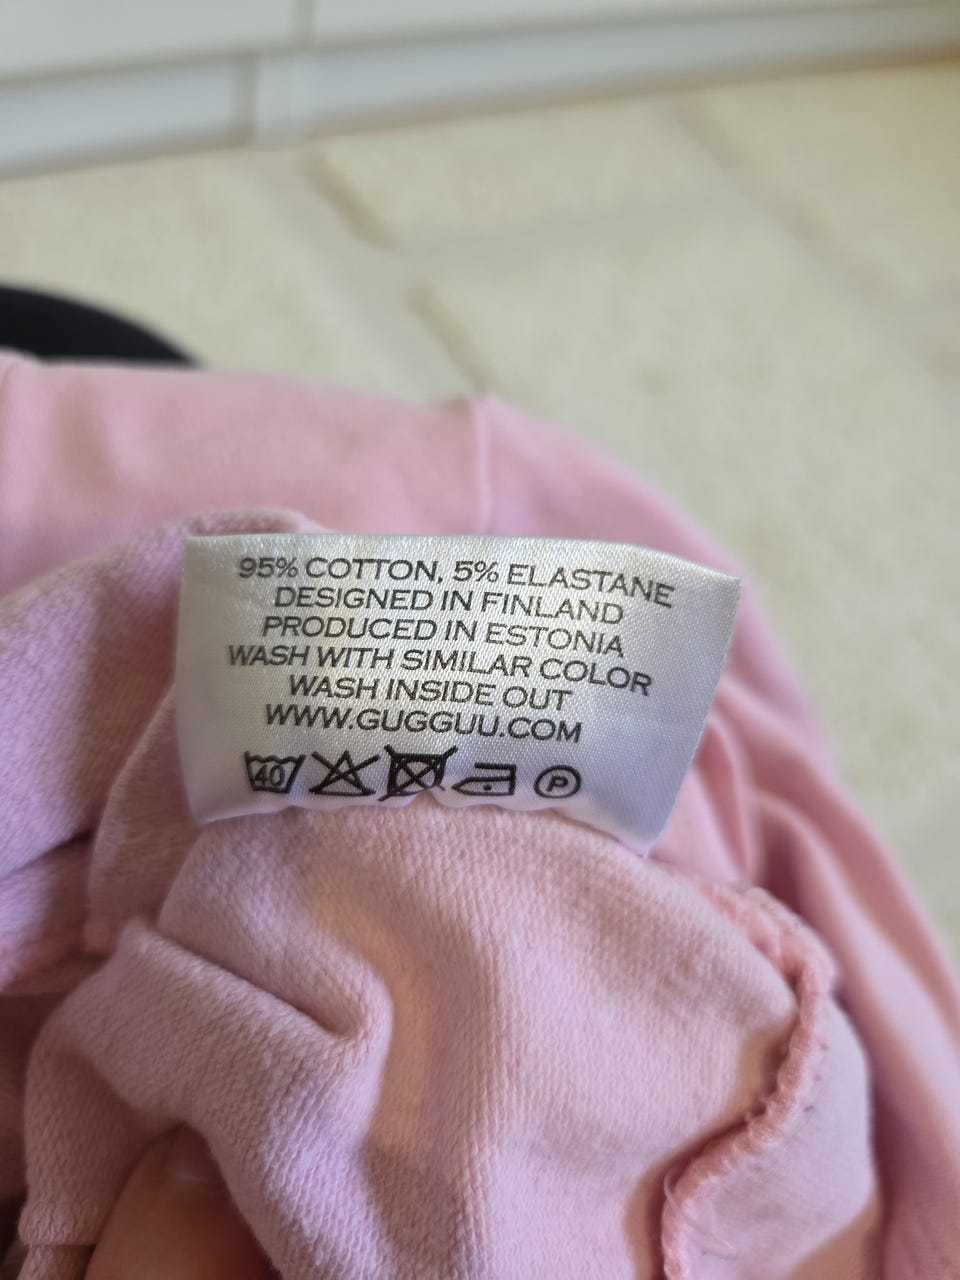 95% COTTON, 5% ELASTANE
DESIGNED IN FINLAND
PRODUCED IN ESTONIA
WASH WITH SIMILAR COLOR
WASH INSIDE OUT
WWW.GUGGUU.COM
40 P